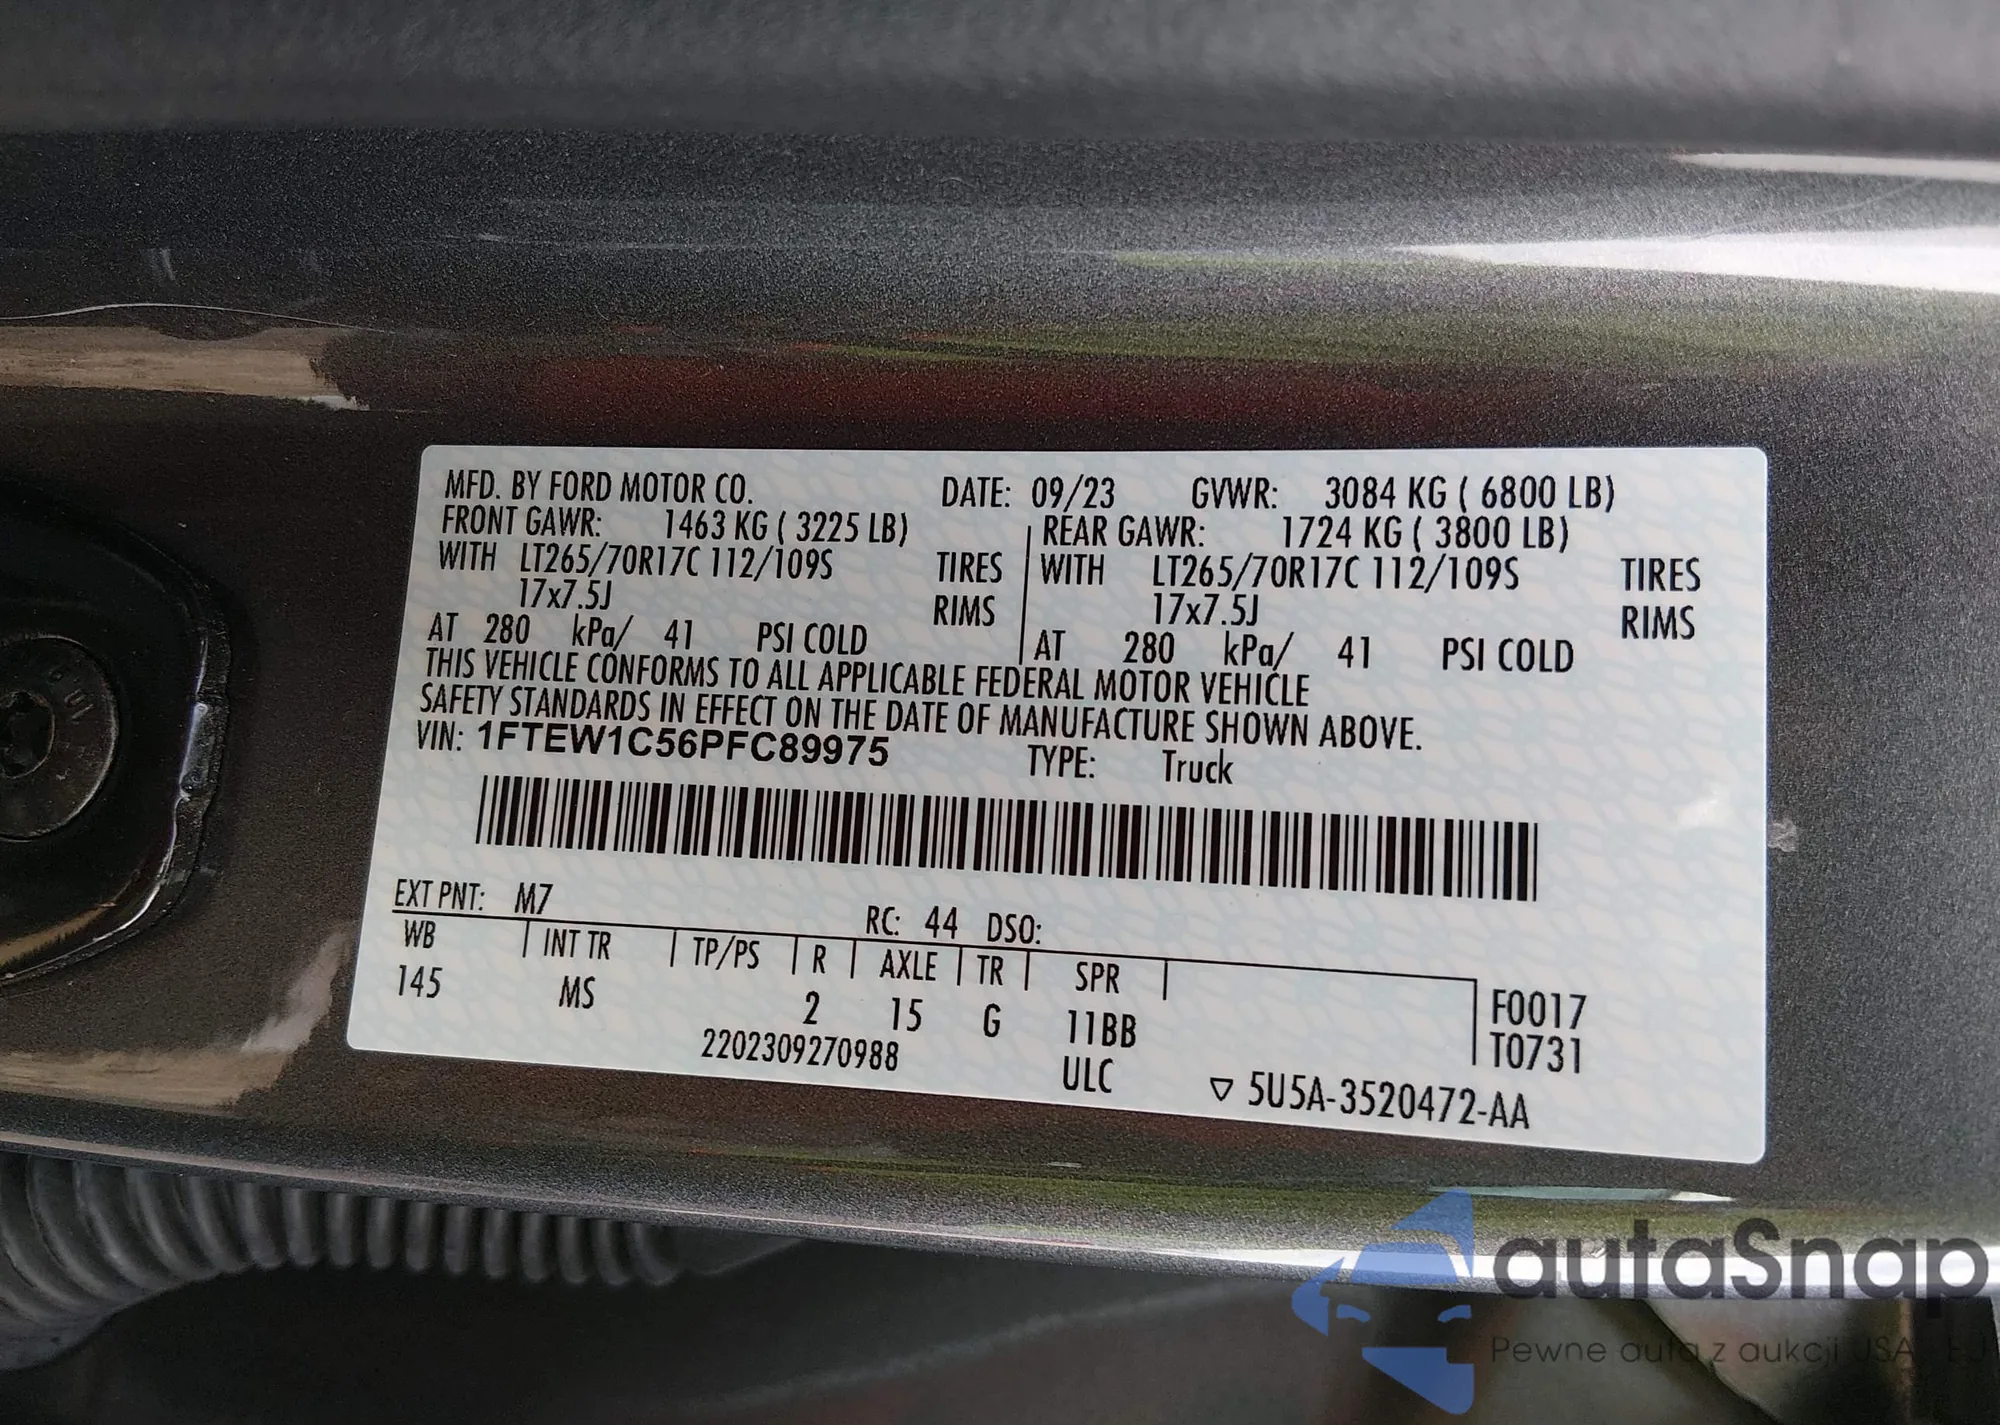 MFD. BY FORD MOTOR CO. DATE: 09/23 GVWR: 3084 KG ( 6800 LB)
FRONT GAWR: 1463 KG ( 3225 LB) REAR GAWR: 1724 KG ( 3800 LB)
WITH LT265/70R17C 112/109S TIRES WITH LT265/70R17C 112/109S TIRES
17x7.5J RIMS 17x7.5J RIMS
AT 280 kPa/ 41 PSI COLD AT 280 kPa/ 41 PSI COLD
THIS VEHICLE CONFORMS TO ALL APPLICABLE FEDERAL MOTOR VEHICLE
SAFETY STANDARDS IN EFFECT ON THE DATE OF MANUFACTURE SHOWN ABOVE.
VIN: 1FTEW1C56PFC89975 TYPE: Truck
EXT PNT: M7 RC: 44 DSO:
WB INT TR TP/PS R AXLE TR SPR
145 MS 2 15 G 11BB F0017
2202309270988 ULC T0731
▽ 5U5A-3520472-AA
autaSnap
Pewne auta z aukcji USA